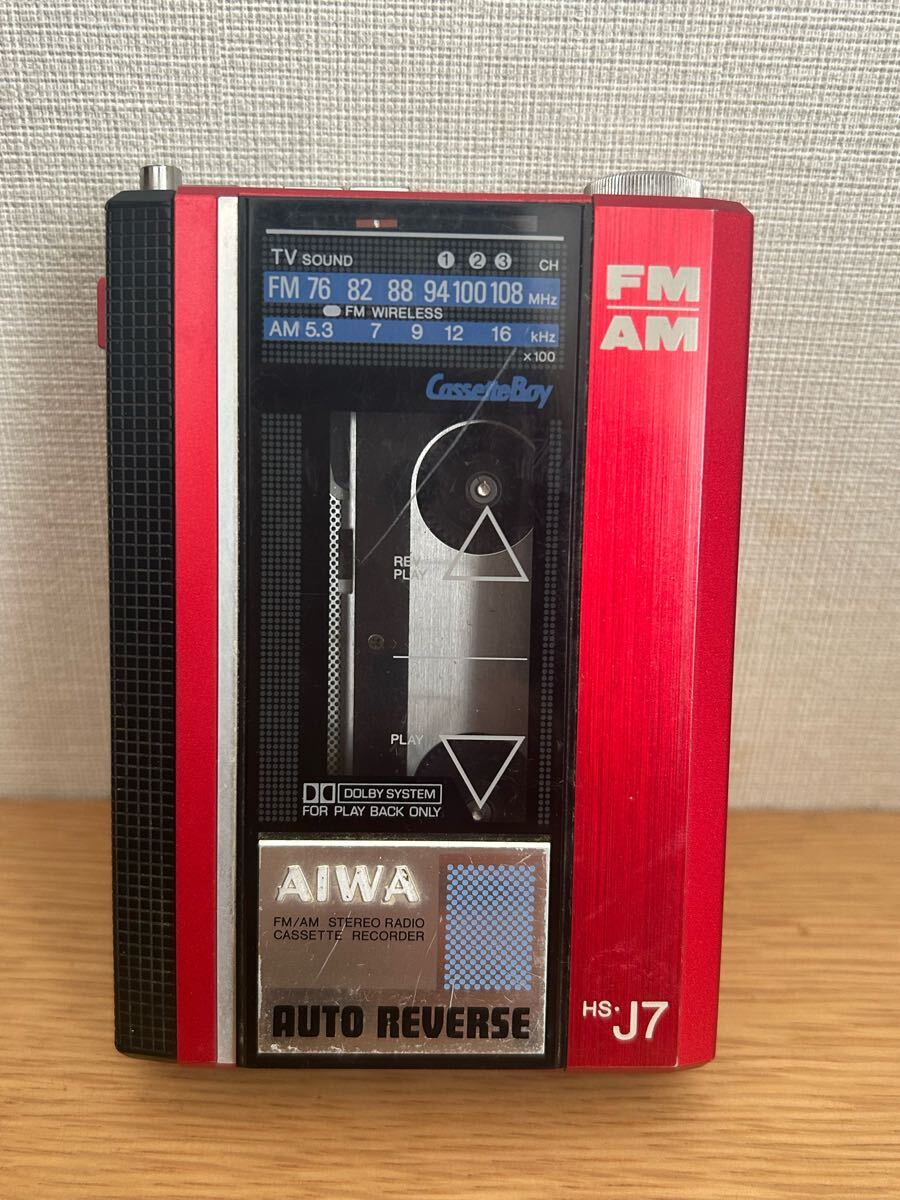 TV SOUND ① ② ③ CH
FM 76 82 88 94 100 108 MHz
FM WIRELESS
AM 5.3 7 9 12 16 kHz
×100
FM
AM
CassetteBoy
PLAY
PLAY
DOLBY SYSTEM
FOR PLAY BACK ONLY
AIWA
FM/AM STEREO RADIO
CASSETTE RECORDER
AUTO REVERSE
HS·J7